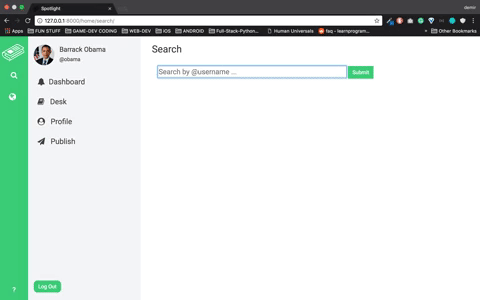 Spotlight
damir
127.0.0.1:8000/home/search/
Apps FUN STUFF GAME-DEV CODING WEB-DEV IOS ANDROID Full-Stack-Python... Human Universals faq - learnprogram... Other Bookmarks
Barrack Obama
@obama
Dashboard
Desk
Profile
Publish
Log Out
?
Search
Search by @username ...
Submit